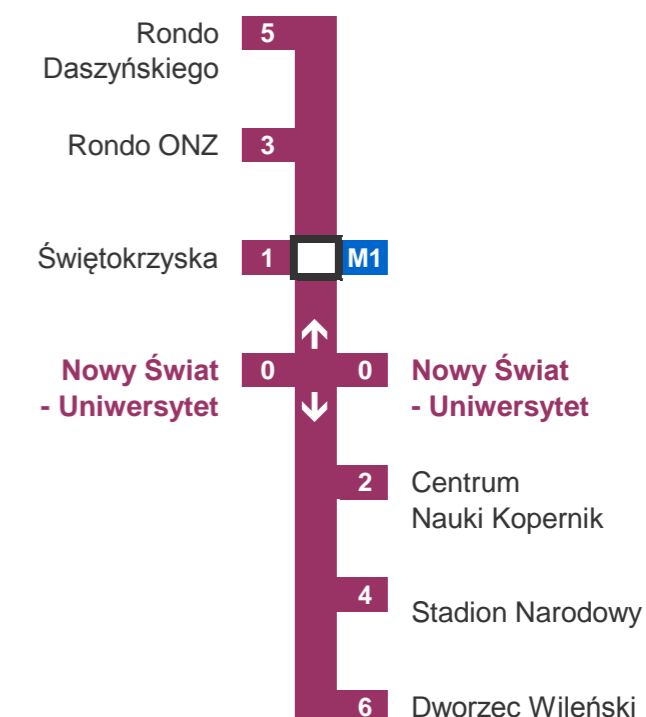 Rondo 5
Daszyńskiego
Rondo ONZ 3
Świętokrzyska 1 M1
Nowy Świat 0 0 Nowy Świat
- Uniwersytet - Uniwersytet
2 Centrum
Nauki Kopernik
4
Stadion Narodowy
6 Dworzec Wileński